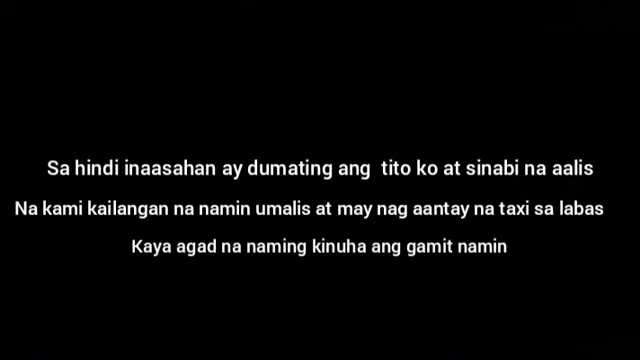 Sa hindi inaasahan ay dumating ang tito ko at sinabi na aalis
Na kami kailangan na namin umalis at may nag aantay na taxi sa labas
Kaya agad na naming kinuha ang gamit namin